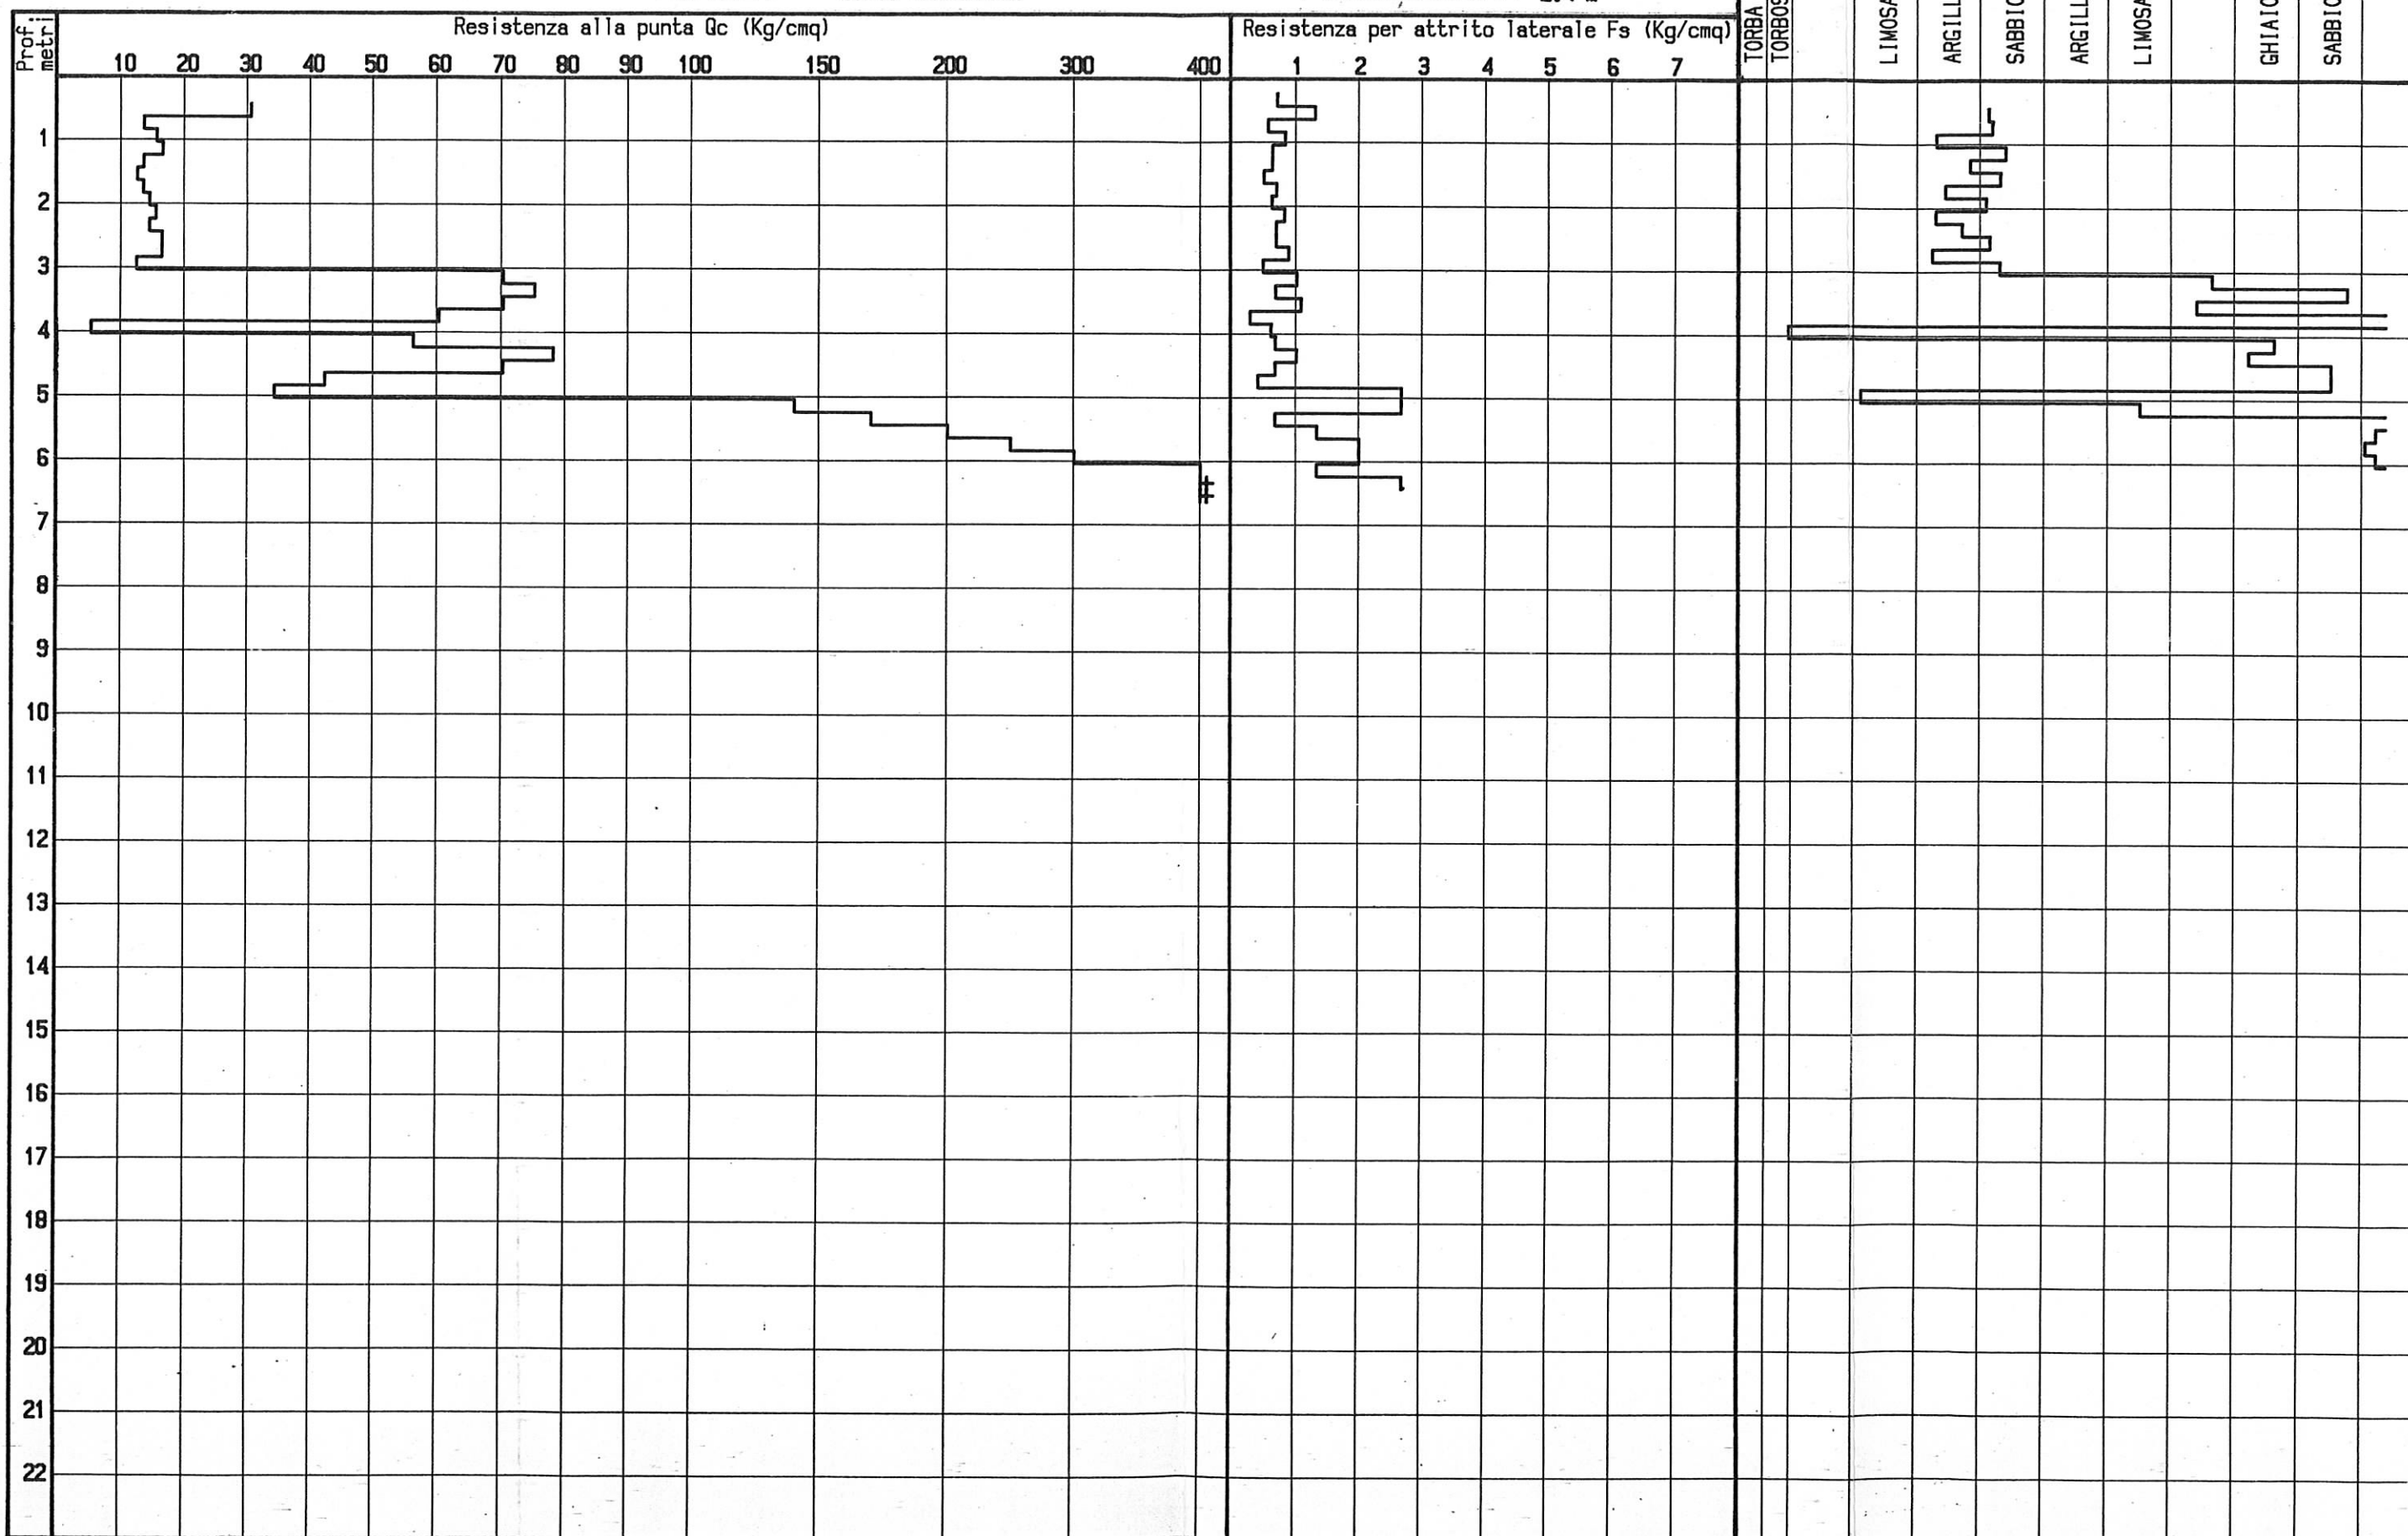 Resistenza alla punta Qc (Kg/cmq)
Resistenza per attrito laterale Fs (Kg/cmq)
Prof.
metri
10 20 30 40 50 60 70 80 90 100 150 200 300 400
1 2 3 4 5 6 7
TORBA
TORBOS
LIMOSA
ARGILL
SABBIO
ARGILL
LIMOSA
GHIAIO
SABBIO
1
2
3
4
5
6
7
8
9
10
11
12
13
14
15
16
17
18
19
20
21
22